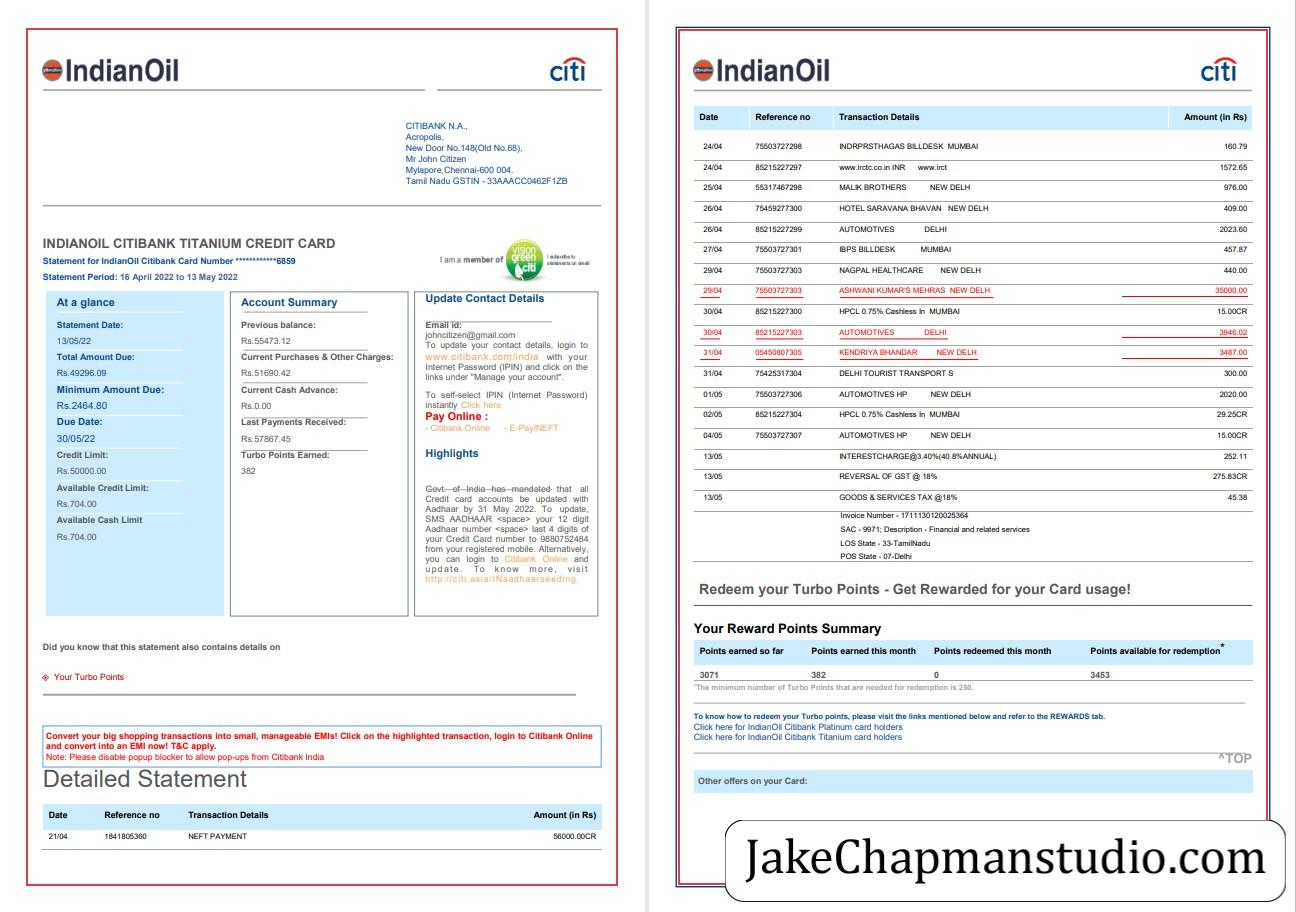 IndianOil
citi
CITIBANK N.A.,
Acropolis,
New Door No.148(Old No.68),
Mr John Citizen
Mylapore,Chennai-600 004.
Tamil Nadu GSTIN - 33AAACC0462F1ZB
INDIANOIL CITIBANK TITANIUM CREDIT CARD
Statement for IndianOil Citibank Card Number ************6859
Statement Period: 16 April 2022 to 13 May 2022
I am a member of
vision green citi
I subscribe to
statements on email
At a glance
Statement Date:
13/05/22
Total Amount Due:
Rs.49296.09
Minimum Amount Due:
Rs.2464.80
Due Date:
30/05/22
Credit Limit:
Rs.50000.00
Available Credit Limit:
Rs.704.00
Available Cash Limit
Rs.704.00
Account Summary
Previous balance:
Rs.55473.12
Current Purchases & Other Charges:
Rs.51690.42
Current Cash Advance:
Rs.0.00
Last Payments Received:
Rs.57867.45
Turbo Points Earned:
382
Update Contact Details
Email id:
johncitizen@gmail.com
To update your contact details, login to
www.citibank.com/india with your
Internet Password (IPIN) and click on the
links under "Manage your account".
To self-select IPIN (Internet Password)
instantly Click here
Pay Online :
- Citibank Online - E-Pay/NEFT
Highlights
Govt. of India has mandated that all
Credit card accounts be updated with
Aadhaar by 31 May 2022. To update,
SMS AADHAAR <space> your 12 digit
Aadhaar number <space> last 4 digits of
your Credit Card number to 9880752484
from your registered mobile. Alternatively,
you can login to Citibank Online and
update. To know more, visit
http://citi.asia/INaadhaarseeding.
Did you know that this statement also contains details on
Your Turbo Points
Convert your big shopping transactions into small, manageable EMIs! Click on the highlighted transaction, login to Citibank Online
and convert into an EMI now! T&C apply.
Note: Please disable popup blocker to allow pop-ups from Citibank India
Detailed Statement
Date Reference no Transaction Details Amount (in Rs)
21/04 1841805360 NEFT PAYMENT 56000.00CR
IndianOil
citi
Date Reference no Transaction Details Amount (in Rs)
24/04 75503727298 INDRPRSTHAGAS BILLDESK MUMBAI 160.79
24/04 85215227297 www.irctc.co.in INR www.irct 1572.65
25/04 55317467298 MALIK BROTHERS NEW DELH 976.00
26/04 75459277300 HOTEL SARAVANA BHAVAN NEW DELH 409.00
26/04 85215227299 AUTOMOTIVES DELHI 2023.60
27/04 75503727301 IBPS BILLDESK MUMBAI 457.87
29/04 75503727303 NAGPAL HEALTHCARE NEW DELH 440.00
29/04 75503727303 ASHWANI KUMAR'S MEHRAS NEW DELH 35000.00
30/04 85215227300 HPCL 0.75% Cashless In MUMBAI 15.00CR
30/04 85215227303 AUTOMOTIVES DELHI 3946.02
31/04 05450807305 KENDRIYA BHANDAR NEW DELH 3487.00
31/04 75425317304 DELHI TOURIST TRANSPORT S 300.00
01/05 75503727306 AUTOMOTIVES HP NEW DELH 2020.00
02/05 85215227304 HPCL 0.75% Cashless In MUMBAI 29.25CR
04/05 75503727307 AUTOMOTIVES HP NEW DELH 15.00CR
13/05 INTERESTCHARGE@3.40%(40.8%ANNUAL) 252.11
13/05 REVERSAL OF GST @ 18% 275.83CR
13/05 GOODS & SERVICES TAX @18% 45.38
Invoice Number - 1711130120025364
SAC - 9971; Description - Financial and related services
LOS State - 33-TamilNadu
POS State - 07-Delhi
Redeem your Turbo Points - Get Rewarded for your Card usage!
Your Reward Points Summary
Points earned so far Points earned this month Points redeemed this month Points available for redemption*
3071 382 0 3453
*The minimum number of Turbo Points that are needed for redemption is 250.
To know how to redeem your Turbo points, please visit the links mentioned below and refer to the REWARDS tab.
Click here for IndianOil Citibank Platinum card holders
Click here for IndianOil Citibank Titanium card holders
^TOP
Other offers on your Card:
JakeChapmanstudio.com